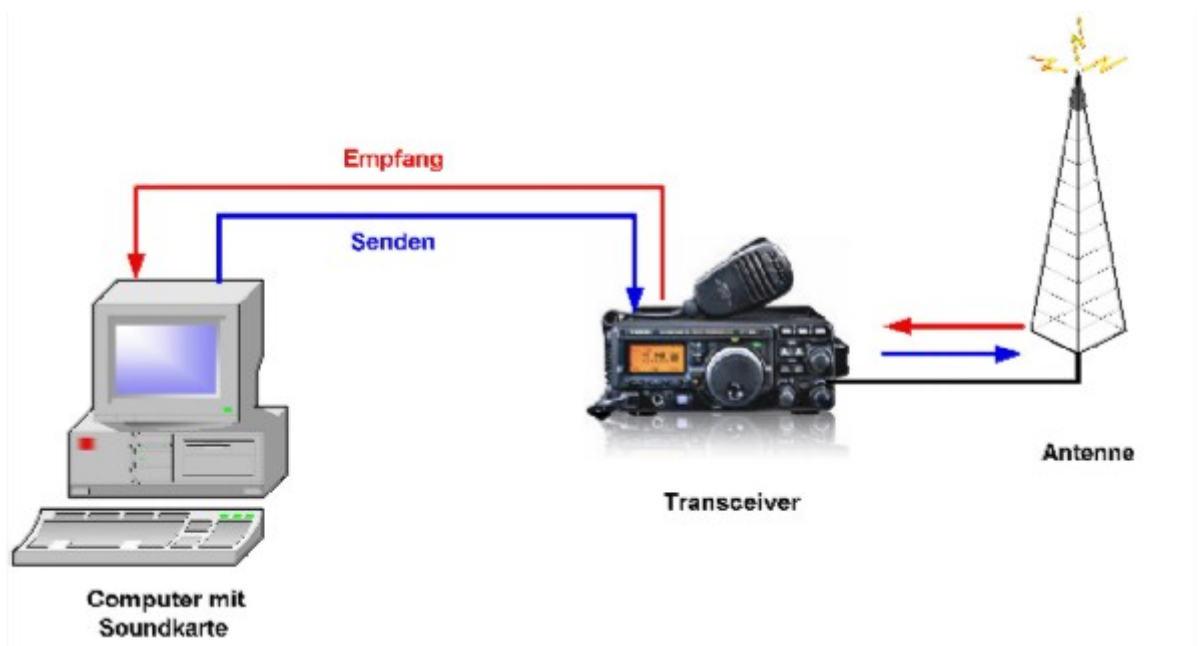 Empfang
Senden
Antenne
Transceiver
Computer mit
Soundkarte